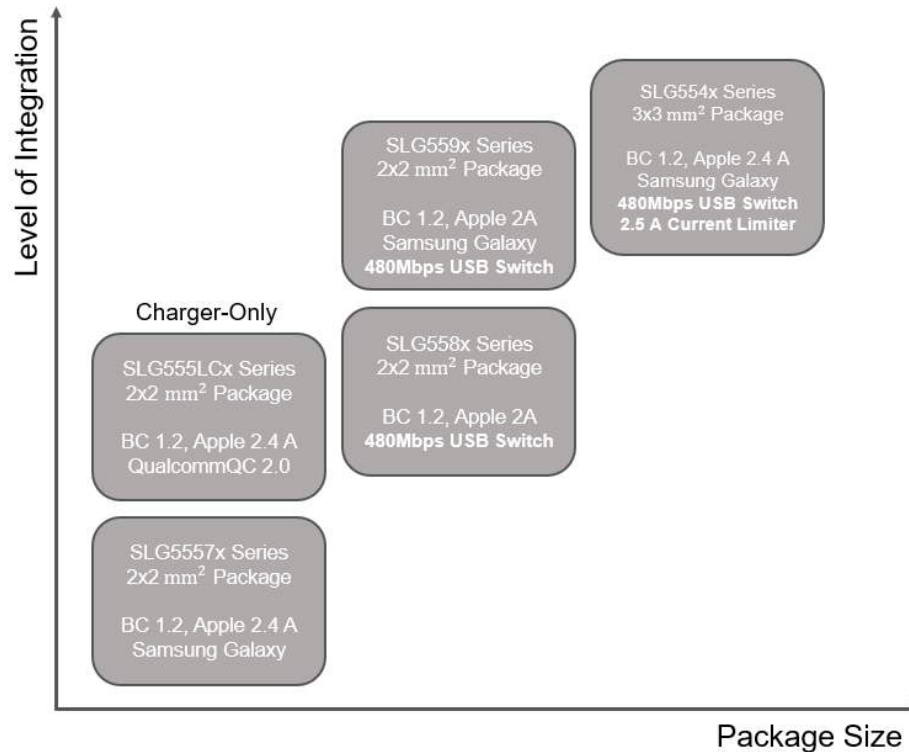 Level of Integration
SLG554x Series
3x3 mm² Package
BC 1.2, Apple 2.4 A
Samsung Galaxy
480Mbps USB Switch
2.5 A Current Limiter
SLG559x Series
2x2 mm² Package
BC 1.2, Apple 2A
Samsung Galaxy
480Mbps USB Switch
Charger-Only
SLG555LCx Series
2x2 mm² Package
BC 1.2, Apple 2.4 A
QualcommQC 2.0
SLG558x Series
2x2 mm² Package
BC 1.2, Apple 2A
480Mbps USB Switch
SLG5557x Series
2x2 mm² Package
BC 1.2, Apple 2.4 A
Samsung Galaxy
Package Size